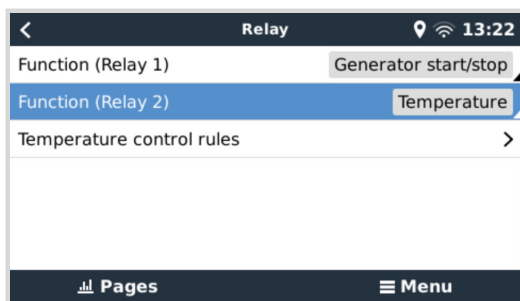 Relay 13:22
Function (Relay 1) Generator start/stop
Function (Relay 2) Temperature
Temperature control rules
Pages Menu